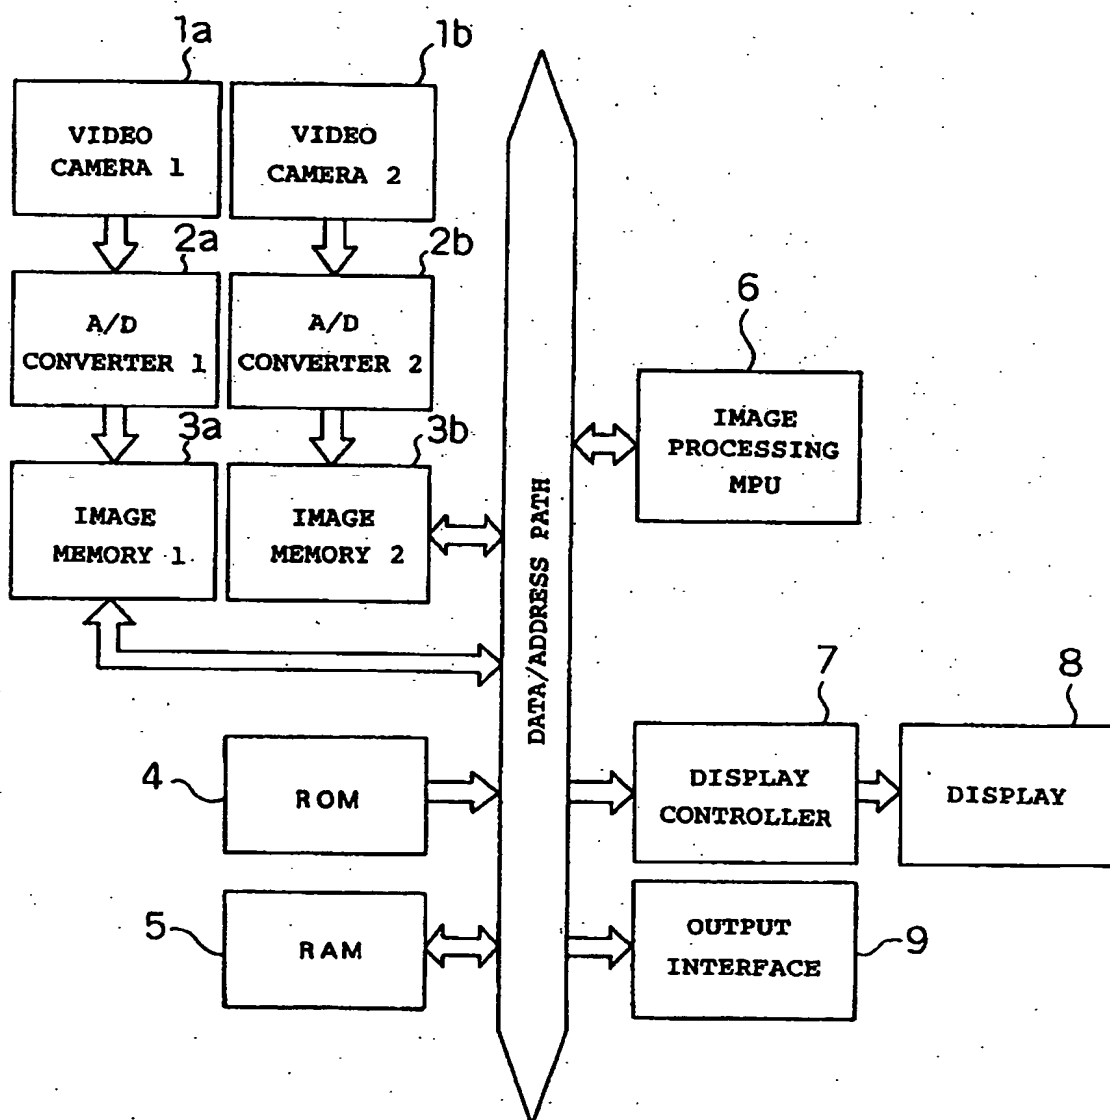 1a
1b
VIDEO
CAMERA 1
VIDEO
CAMERA 2
2a
2b
A/D
CONVERTER 1
A/D
CONVERTER 2
3a
3b
IMAGE
MEMORY 1
IMAGE
MEMORY 2
6
IMAGE
PROCESSING
MPU
DATA/ADDRESS PATH
4
ROM
7
DISPLAY
CONTROLLER
8
DISPLAY
5
RAM
OUTPUT
INTERFACE
9